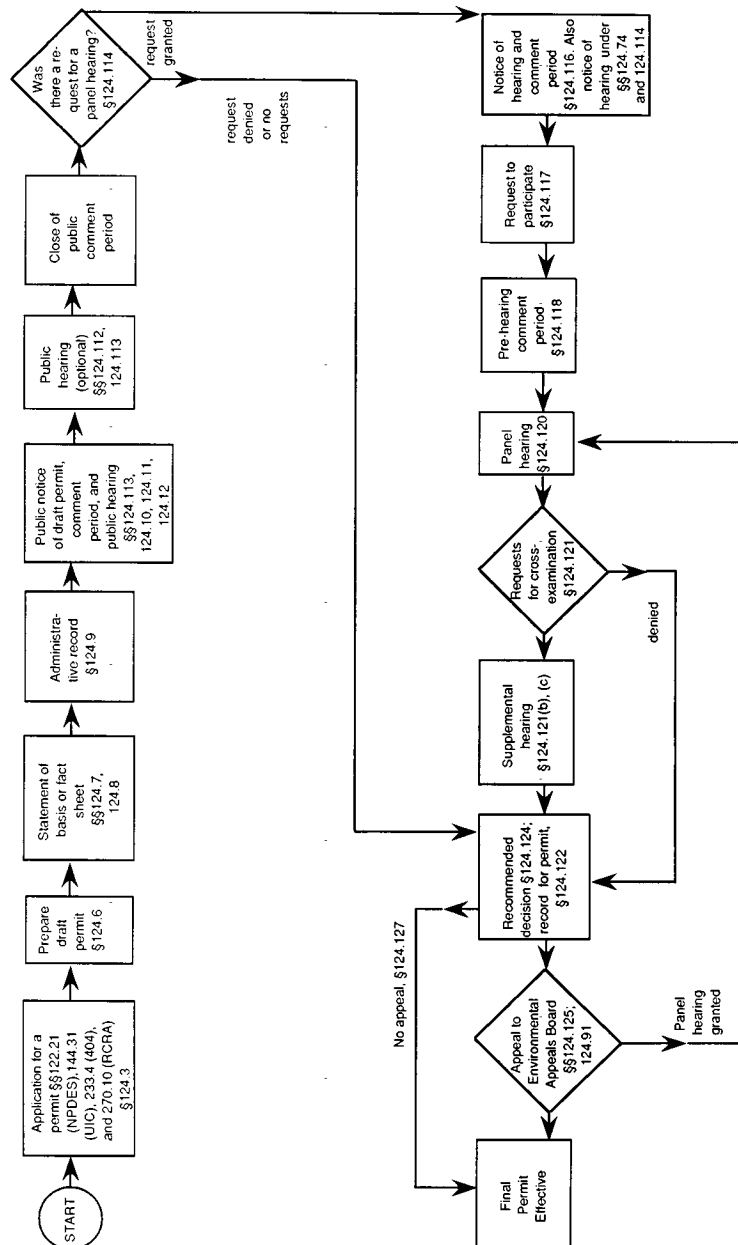 START
Application for a
permit §§122.21
(NPDES),144.31
(UIC), 233.4 (404),
and 270.10 (RCRA)
§124.3
Prepare
draft
permit
§124.6
Statement of
basis or fact
sheet
§§124.7,
124.8
Administra-
tive record
§124.9
Public notice
of draft permit,
comment
period, and
public hearing
§§124.113,
124.10, 124.11,
124.12
Public
hearing
(optional)
§§124.112,
124.113
Close of
public
comment
period
Was
there a re-
quest for a
panel hearing?
§124.114
request
granted
request
denied
or no
requests
Notice of
hearing and
comment
period
§124.116. Also
notice of
hearing under
§§124.74
and 124.114
Request to
participate
§124.117
Pre-hearing
comment
period
§124.118
Panel
hearing
§124.120
Requests
for cross-
examination
§124.121
denied
Supplemental
hearing
§124.121(b), (c)
Recommended
decision §124.124;
record for permit,
§124.122
No appeal, §124.127
Appeal to
Environmental
Appeals Board
§§124.125;
124.91
Panel
hearing
granted
Final
Permit
Effective